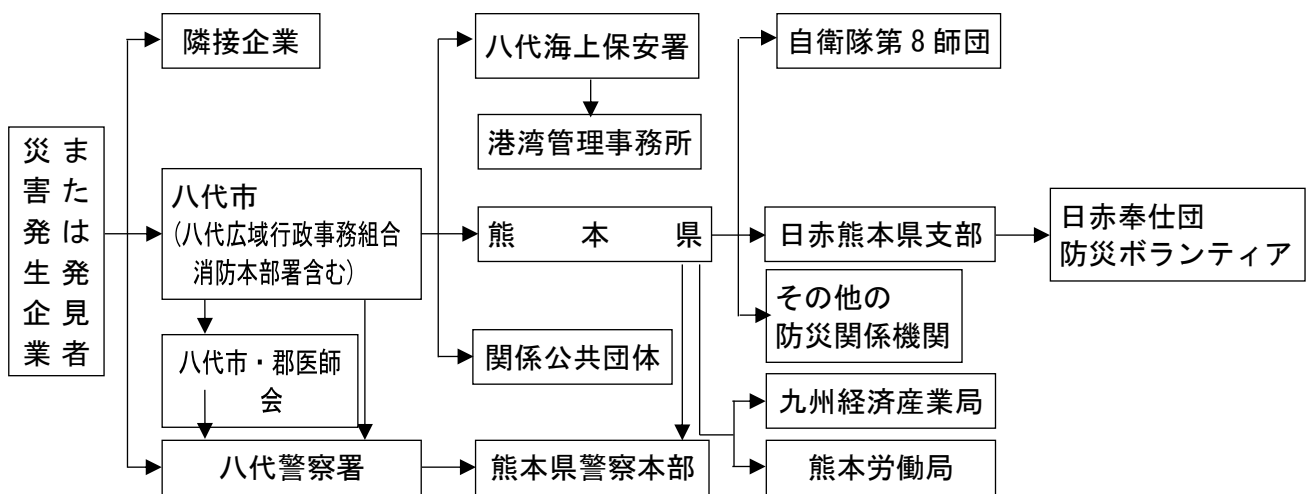 災害発生企業
または発見者
隣接企業
八代市
(八代広域行政事務組合
消防本部署含む)
八代市・郡医師
会
八代警察署
八代海上保安署
港湾管理事務所
熊本県
関係公共団体
熊本県警察本部
自衛隊第8師団
日赤熊本県支部
その他の
防災関係機関
九州経済産業局
熊本労働局
日赤奉仕団
防災ボランティア